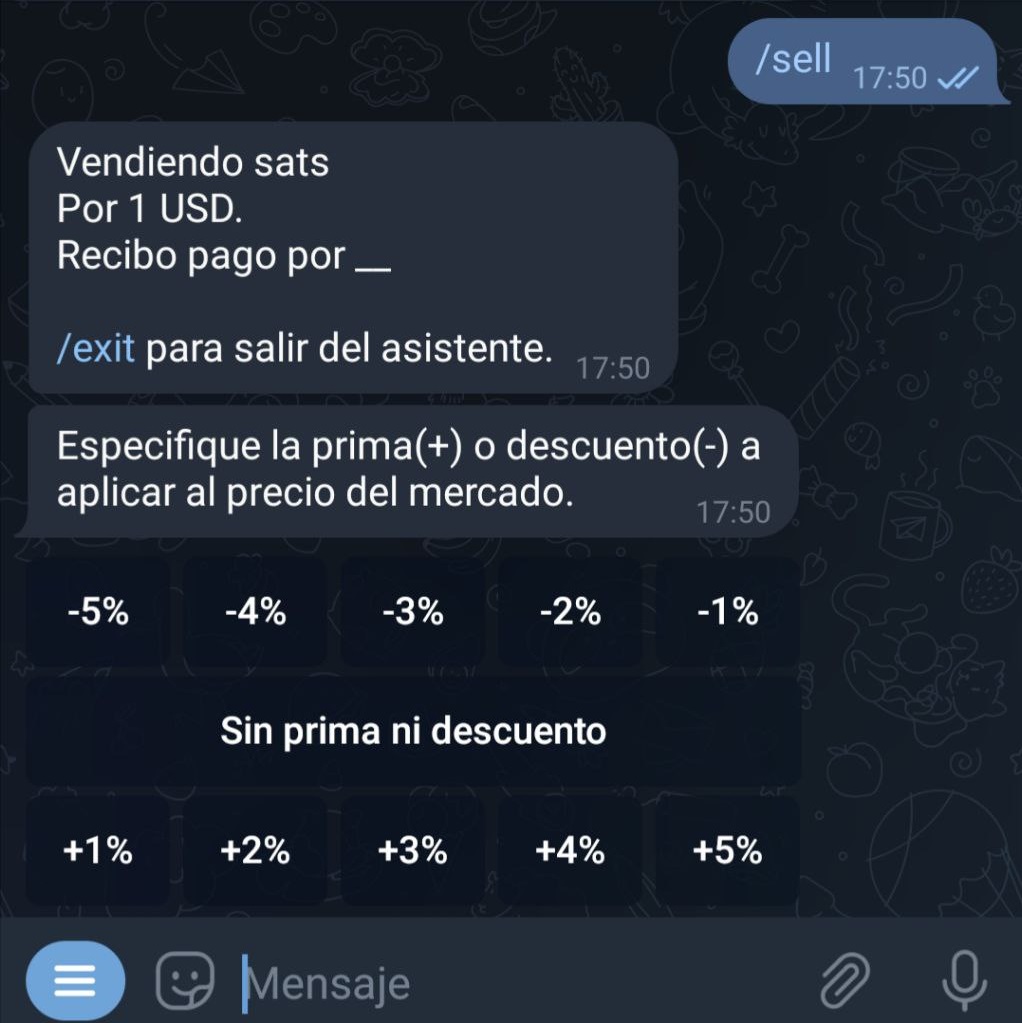 /sell 17:50
Vendiendo sats
Por 1 USD.
Recibo pago por __
/exit para salir del asistente. 17:50
Especifique la prima(+) o descuento(-) a
aplicar al precio del mercado. 17:50
-5% -4% -3% -2% -1%
Sin prima ni descuento
+1% +2% +3% +4% +5%
Mensaje